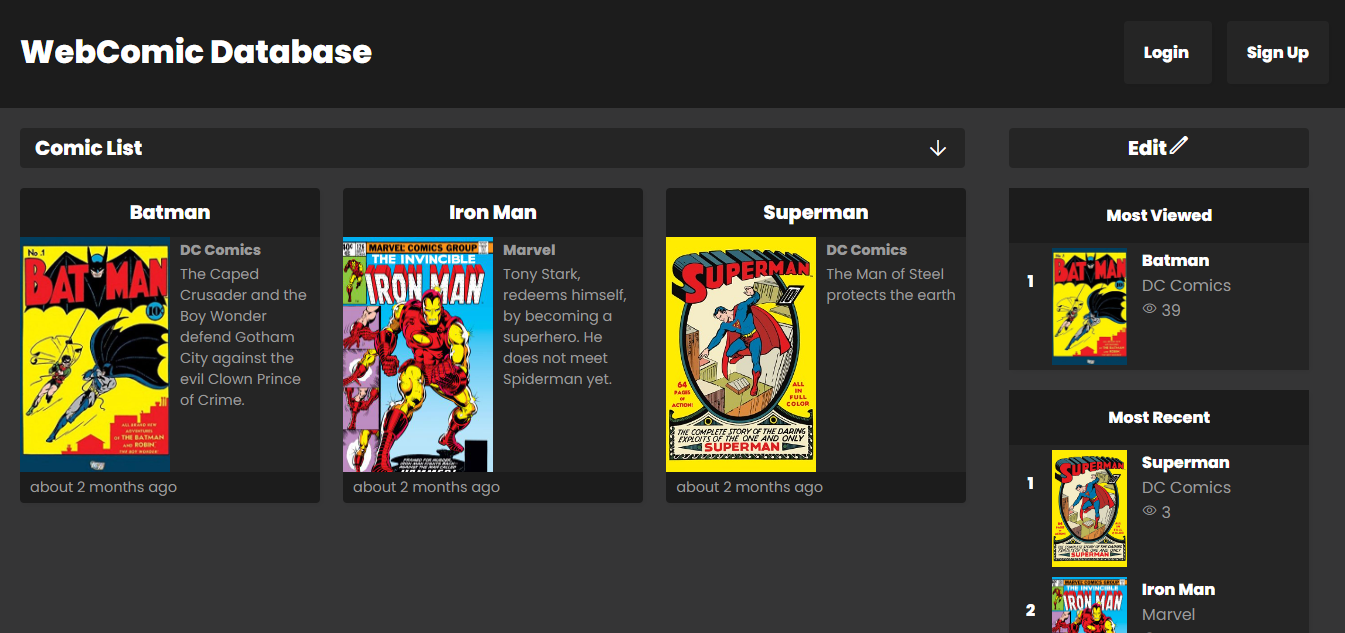 WebComic Database
Login
Sign Up
Comic List
Edit
Batman
No. 1
BATMAN
10¢
ALL BRAND NEW
ADVENTURES
OF THE BATMAN
AND ROBIN
THE BOY WONDER
DC Comics
The Caped
Crusader and the
Boy Wonder
defend Gotham
City against the
evil Clown Prince
of Crime.
about 2 months ago
Iron Man
MARVEL COMICS GROUP
THE INVINCIBLE
IRON MAN
Marvel
Tony Stark,
redeems himself,
by becoming a
superhero. He
does not meet
Spiderman yet.
about 2 months ago
Superman
SUPERMAN
64
PAGES
OF
ACTION!
ALL
IN
FULL
COLOR
THE COMPLETE STORY OF THE DARING
EXPLOITS OF THE ONE AND ONLY
SUPERMAN
DC Comics
The Man of Steel
protects the earth
about 2 months ago
Most Viewed
1
BATMAN
Batman
DC Comics
39
Most Recent
1
SUPERMAN
SUPERMAN
Superman
DC Comics
3
2
IRON MAN
Iron Man
Marvel